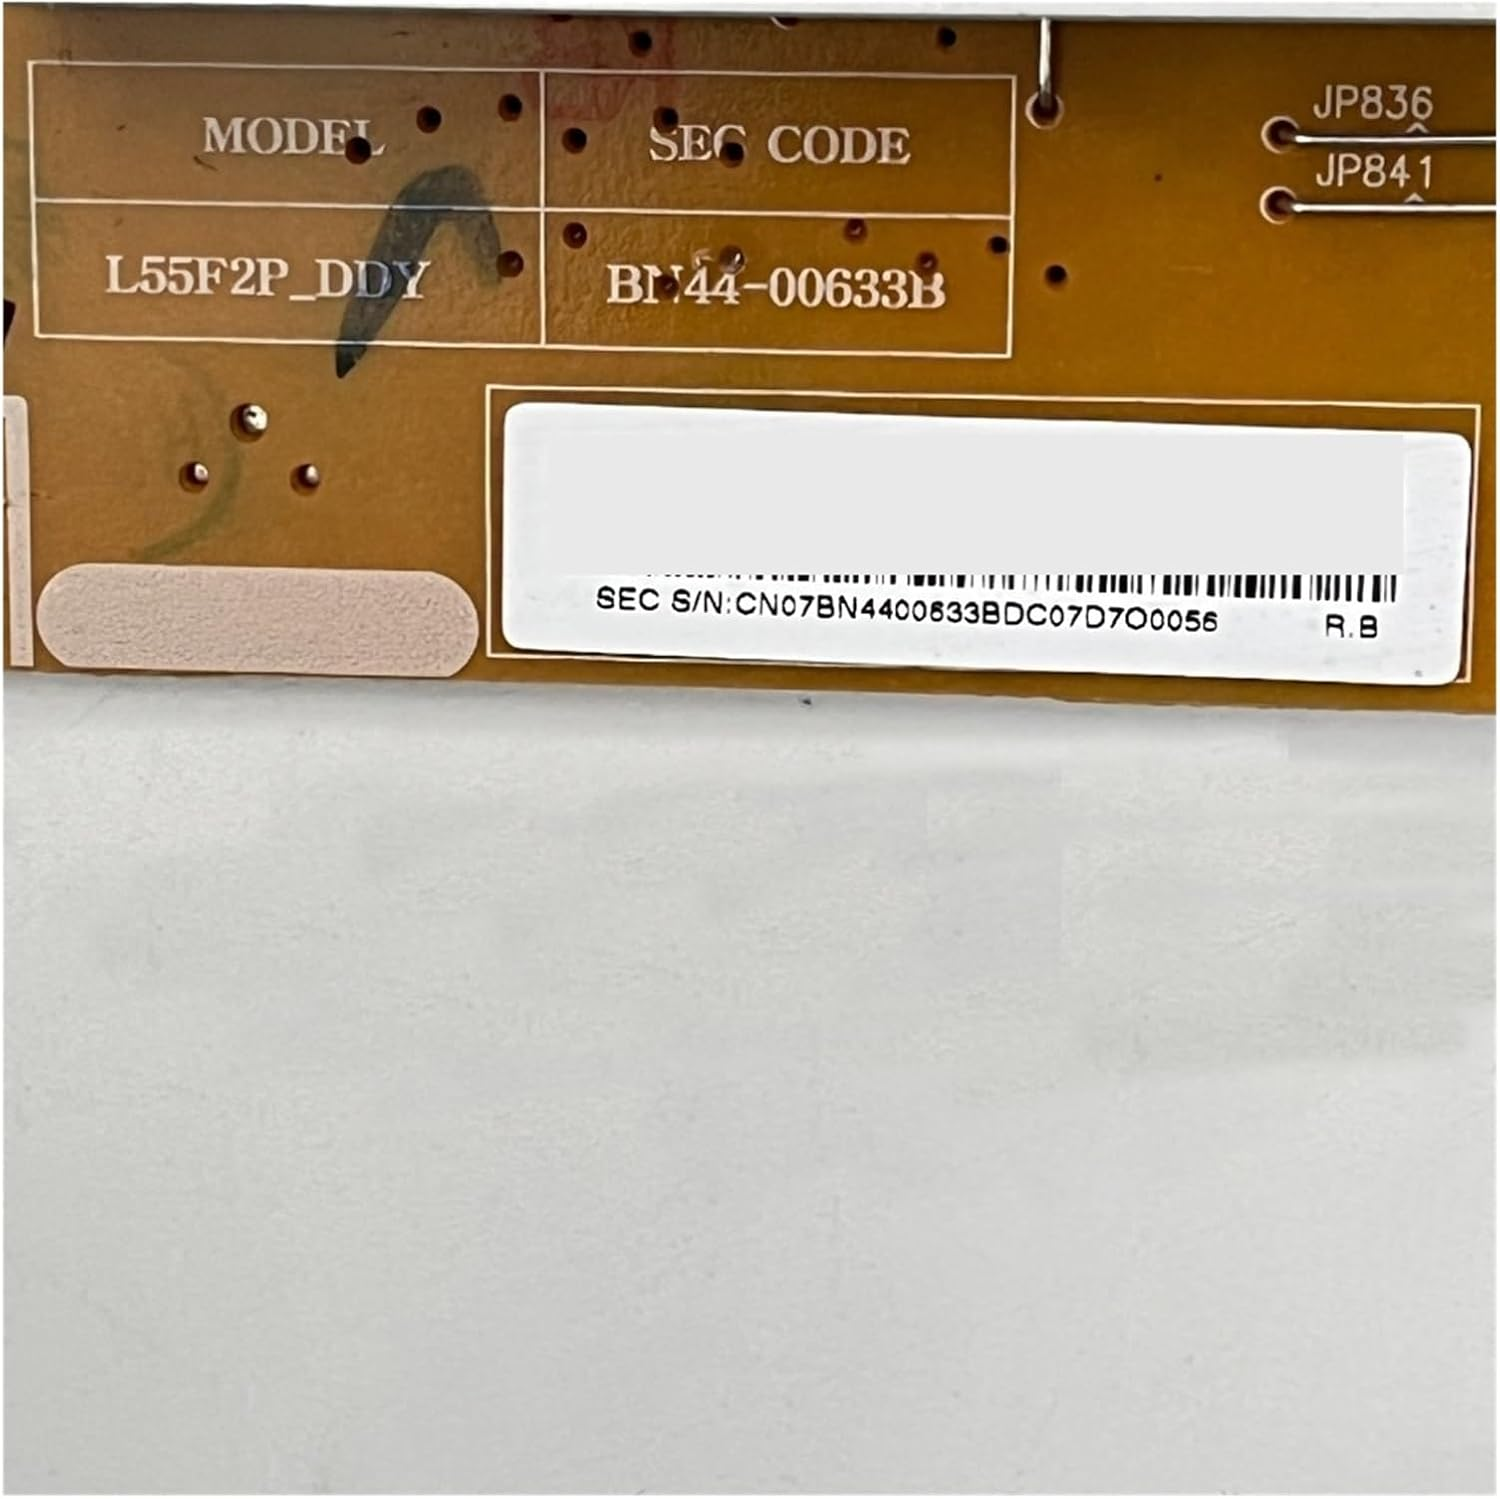 MODEL SEC CODE
L55F2P_DDY BN44-00633B
JP836
JP841
SEC S/N:CN07BN4400633BDC07D7O0056 R.B